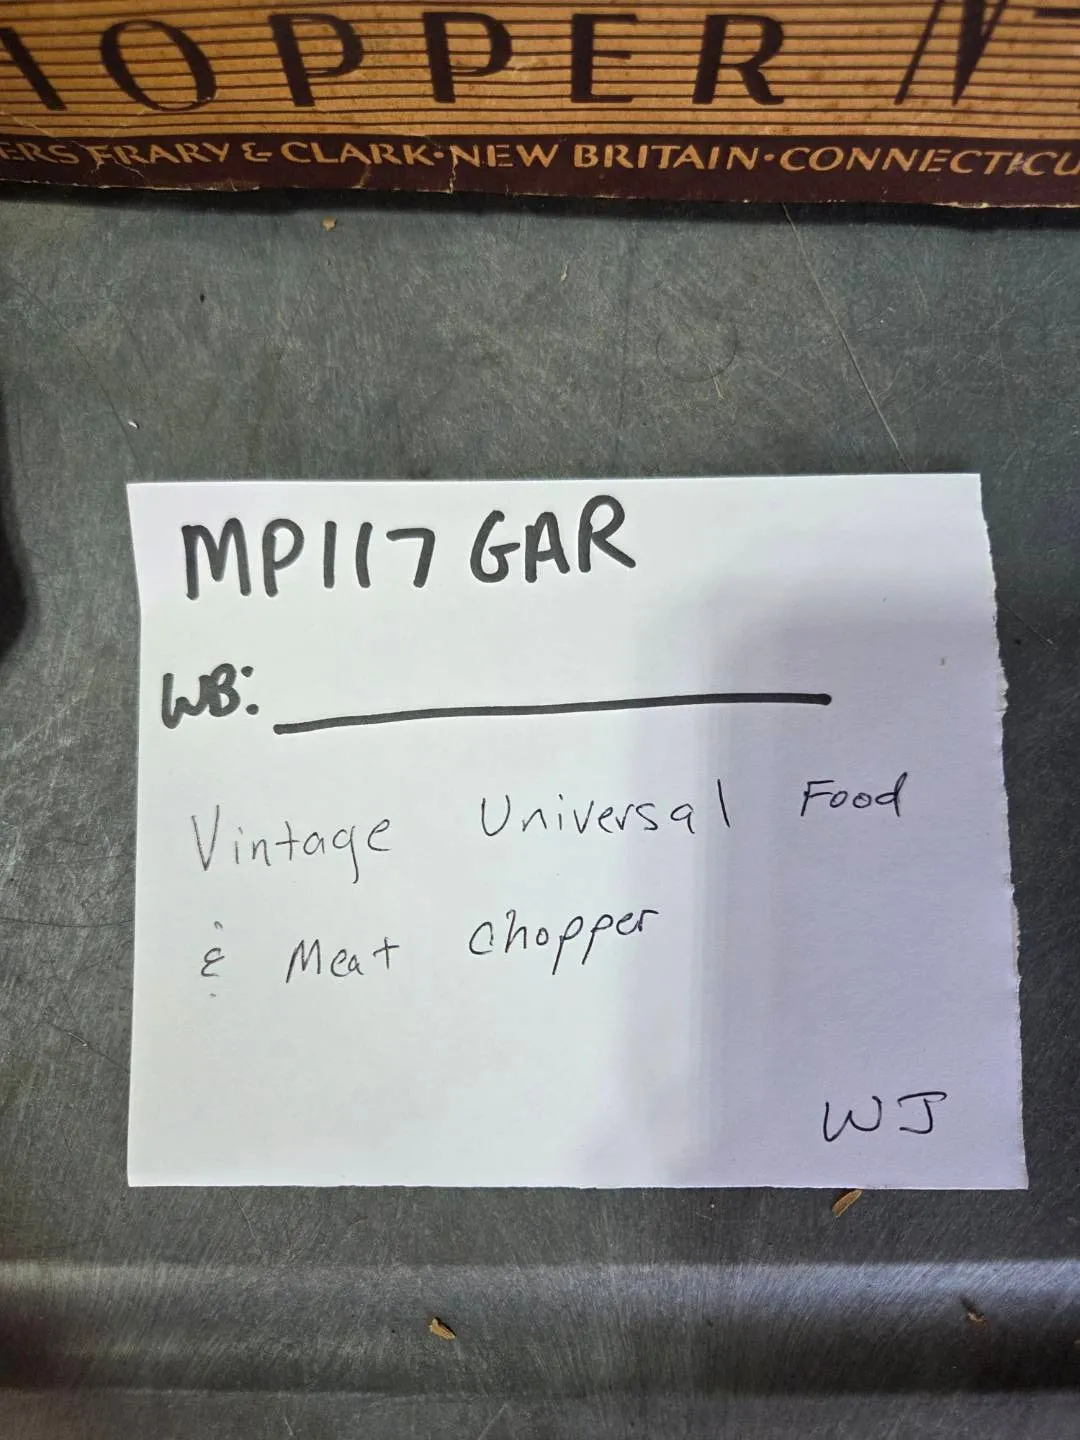 OPPER N
ERS FRARY & CLARK·NEW BRITAIN·CONNECTICU
MP117 GAR
WB:
Vintage Universal Food
& Meat Chopper
WJ